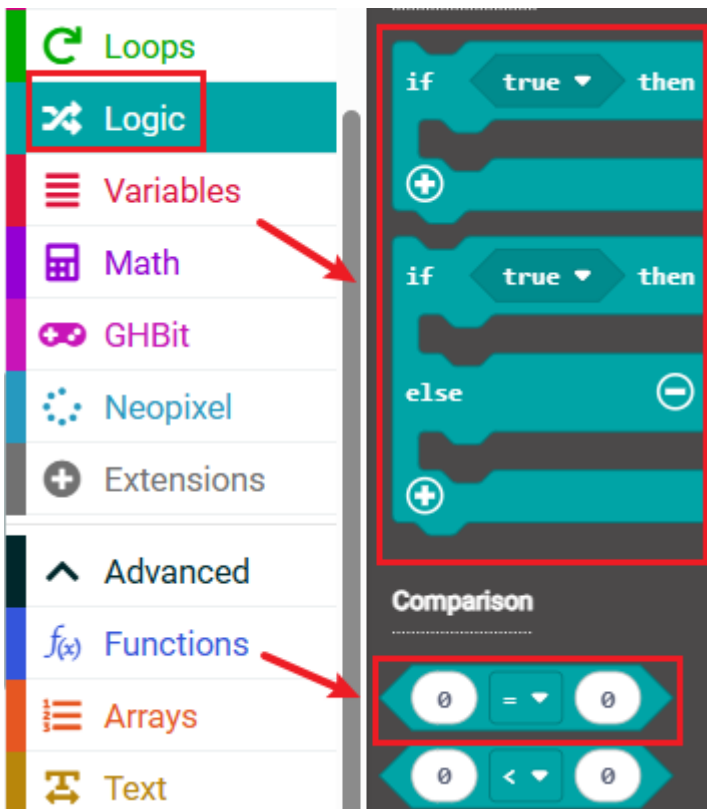 Loops
Logic
Variables
Math
GHBit
Neopixel
Extensions
Advanced
f(x) Functions
Arrays
Text
if true then
if true then
else
Comparison
0 = 0
0 < 0